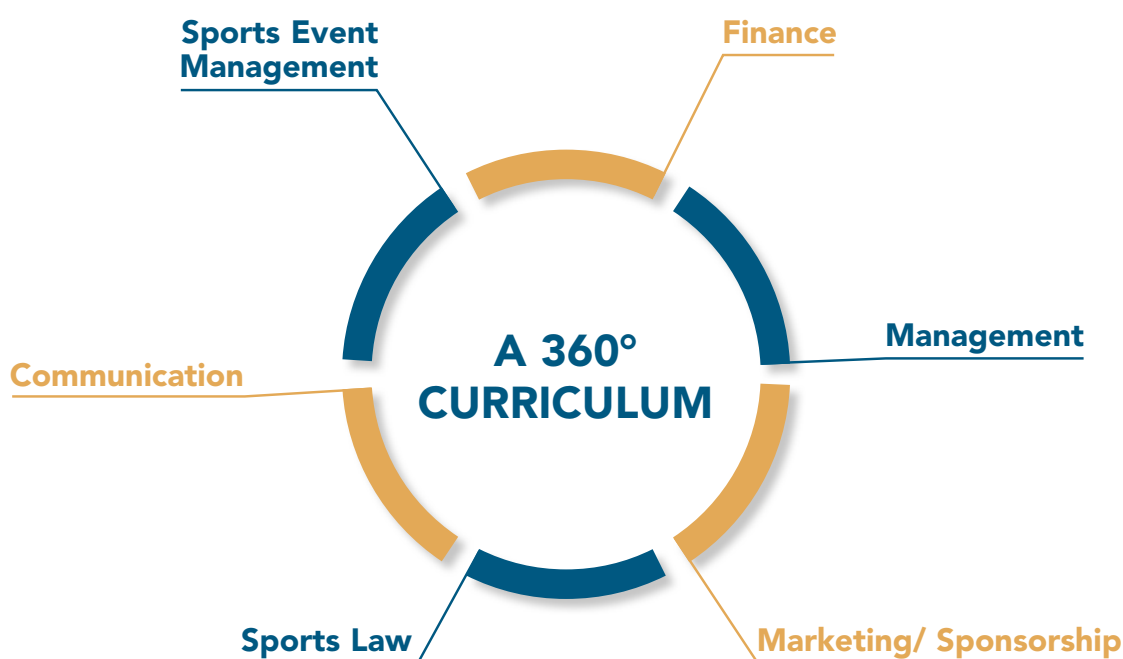 Sports Event
Management
Finance
A 360°
CURRICULUM
Management
Communication
Sports Law
Marketing/ Sponsorship